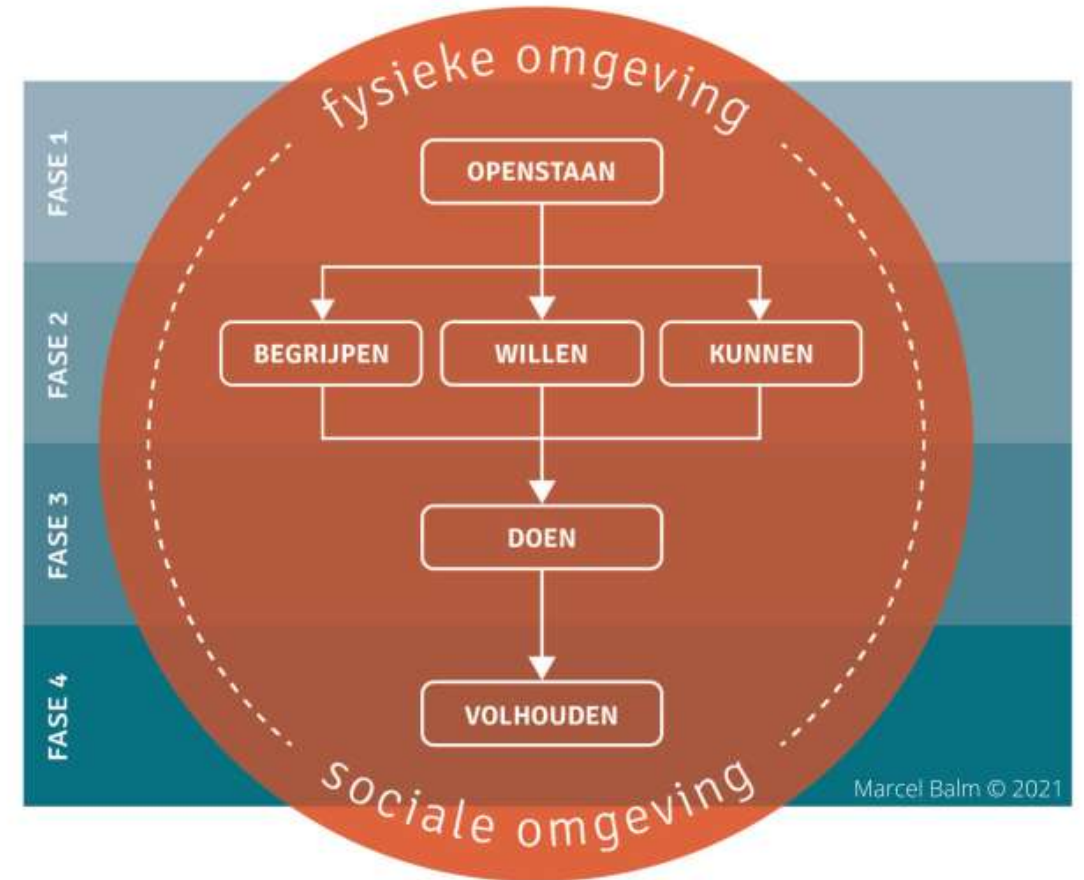 fysieke omgeving
FASE 1
OPENSTAAN
FASE 2
BEGRIJPEN
WILLEN
KUNNEN
FASE 3
DOEN
FASE 4
VOLHOUDEN
Marcel Balm © 2021
sociale omgeving